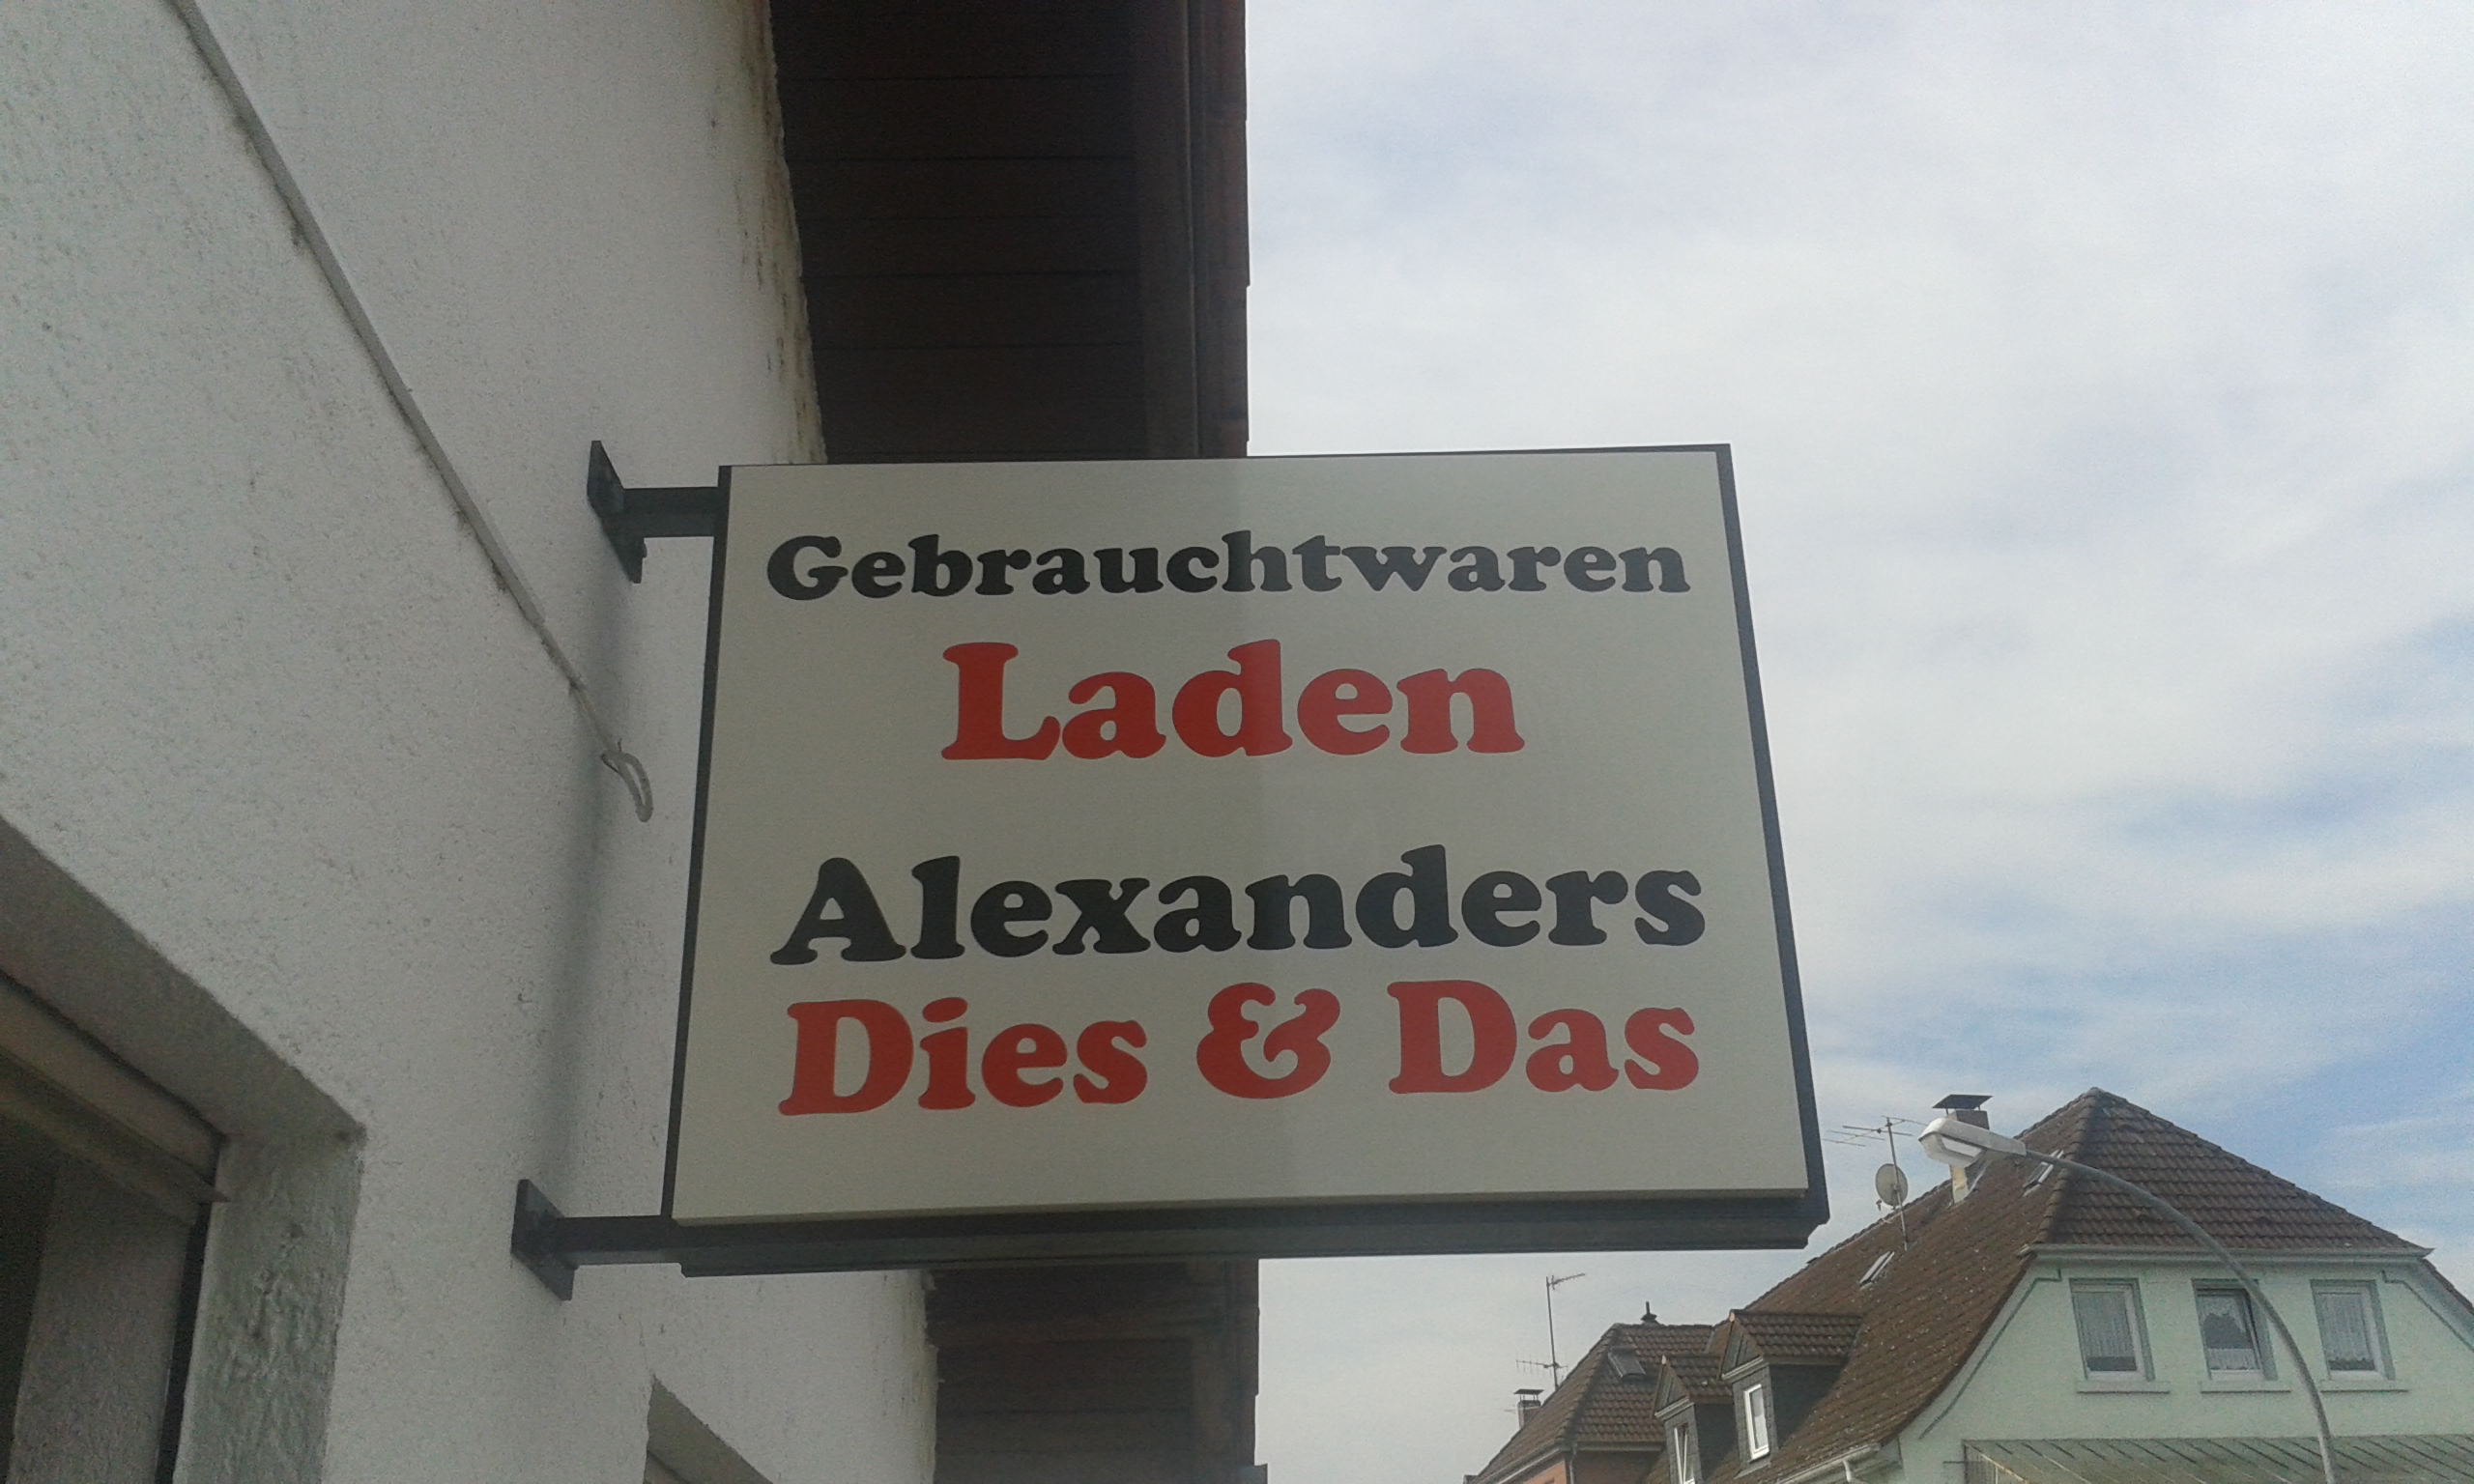 Gebrauchtwaren
Laden
Alexanders
Dies & Das